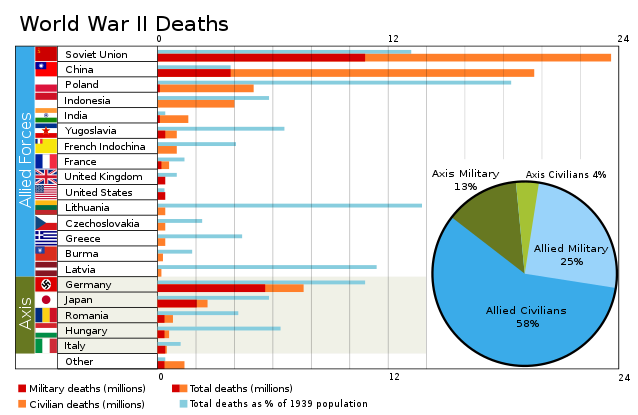 World War II Deaths
0 12 24
Allied Forces
Soviet Union
China
Poland
Indonesia
India
Yugoslavia
French Indochina
France
United Kingdom
United States
Lithuania
Czechoslovakia
Greece
Burma
Latvia
Axis
Germany
Japan
Romania
Hungary
Italy
Other
0 12 24
Axis Military
13%
Axis Civilians 4%
Allied Military
25%
Allied Civilians
58%
Military deaths (millions)
Total deaths (millions)
Civilian deaths (millions)
Total deaths as % of 1939 population